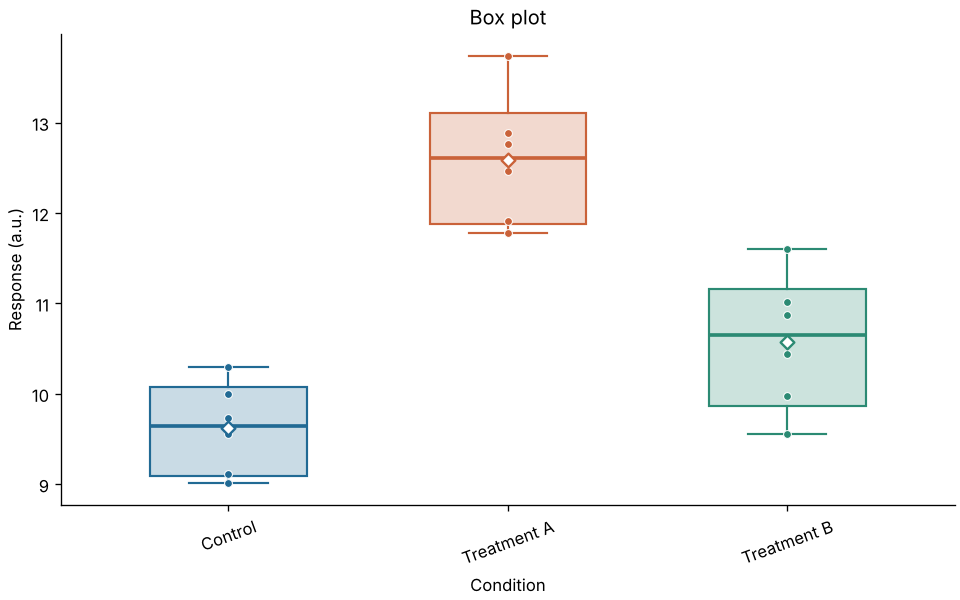 Box plot
Response (a.u.)
13
12
11
10
9
Control
Treatment A
Treatment B
Condition